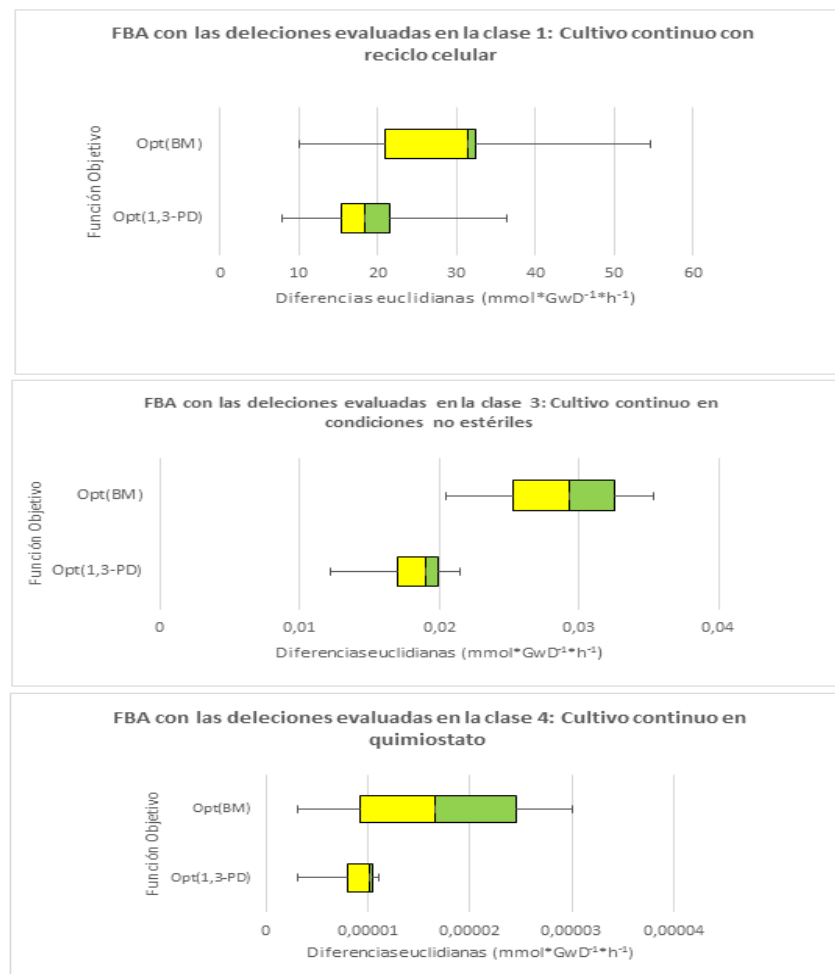 FBA con las deleciones evaluadas en la clase 1: Cultivo continuo con
reciclo celular
Función Objetivo
Opt(BM)
Opt(1,3-PD)
0 10 20 30 40 50 60
Diferencias euclidianas (mmol*GwD⁻¹*h⁻¹)
FBA con las deleciones evaluadas en la clase 3: Cultivo continuo en
condiciones no estériles
Función Objetivo
Opt(BM)
Opt(1,3-PD)
0 0,01 0,02 0,03 0,04
Diferencias euclidianas (mmol*GwD⁻¹*h⁻¹)
FBA con las deleciones evaluadas en la clase 4: Cultivo continuo en
quimiostato
Función Objetivo
Opt(BM)
Opt(1,3-PD)
0 0,00001 0,00002 0,00003 0,00004
Diferencias euclidianas (mmol*GwD⁻¹*h⁻¹)